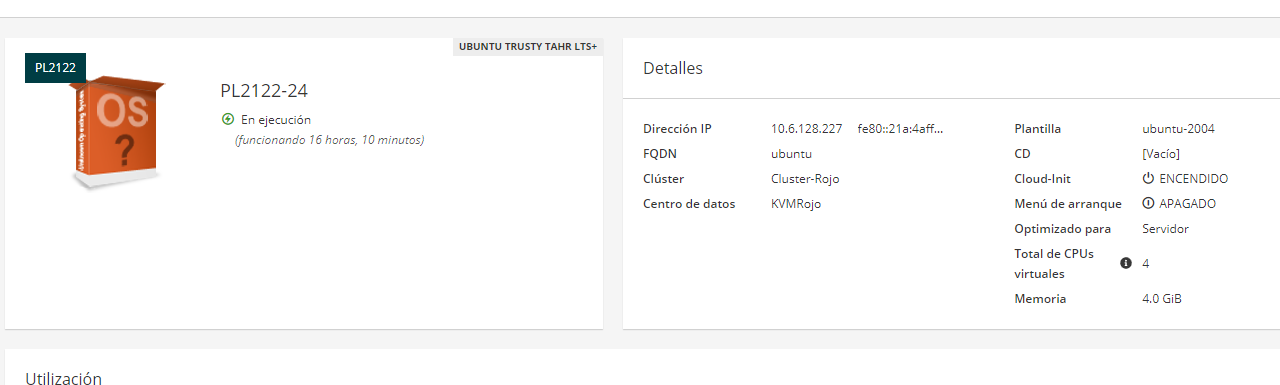 UBUNTU TRUSTY TAHR LTS+
PL2122
OS
?
Unknown Operating System
PL2122-24
En ejecución
(funcionando 16 horas, 10 minutos)
Detalles
Dirección IP 10.6.128.227 fe80::21a:4aff...
FQDN ubuntu
Clúster Cluster-Rojo
Centro de datos KVMRojo
Plantilla ubuntu-2004
CD [Vacío]
Cloud-Init ENCENDIDO
Menú de arranque APAGADO
Optimizado para Servidor
Total de CPUs
virtuales 4
Memoria 4.0 GiB
Utilización